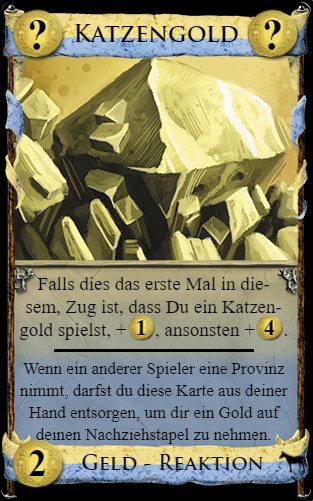 ? KATZENGOLD ?
Falls dies das erste Mal in die-
sem, Zug ist, dass Du ein Katzen-
gold spielst, + 1, ansonsten + 4.
Wenn ein anderer Spieler eine Provinz
nimmt, darfst du diese Karte aus deiner
Hand entsorgen, um dir ein Gold auf
deinen Nachziehstapel zu nehmen.
2 GELD - REAKTION